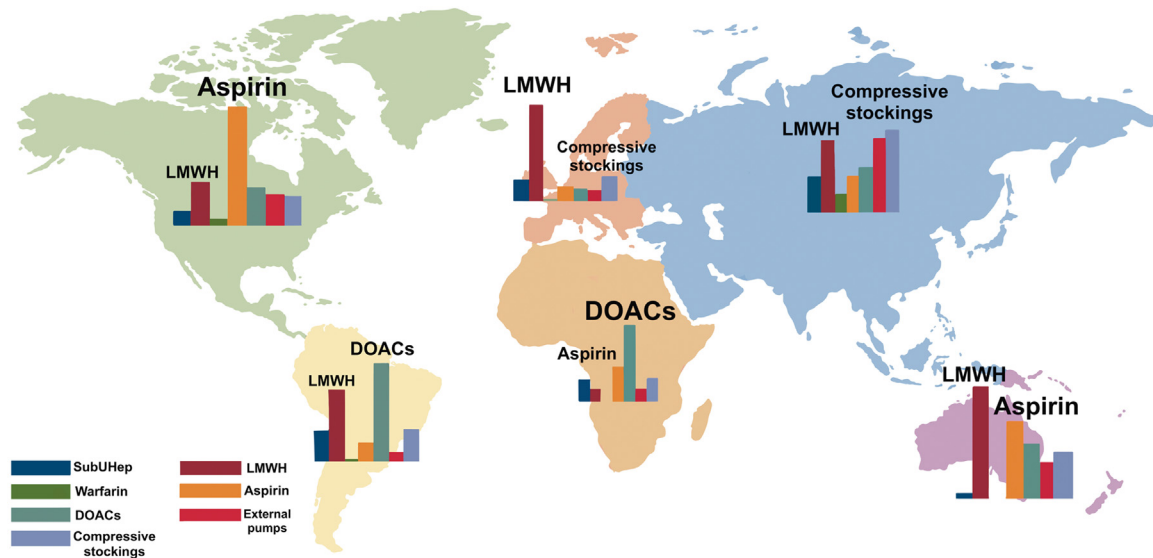 Aspirin
LMWH
LMWH
Compressive
stockings
Compressive
stockings
LMWH
DOACs
LMWH
DOACs
Aspirin
LMWH
Aspirin
SubUHep
LMWH
Warfarin
Aspirin
DOACs
External
pumps
Compressive
stockings